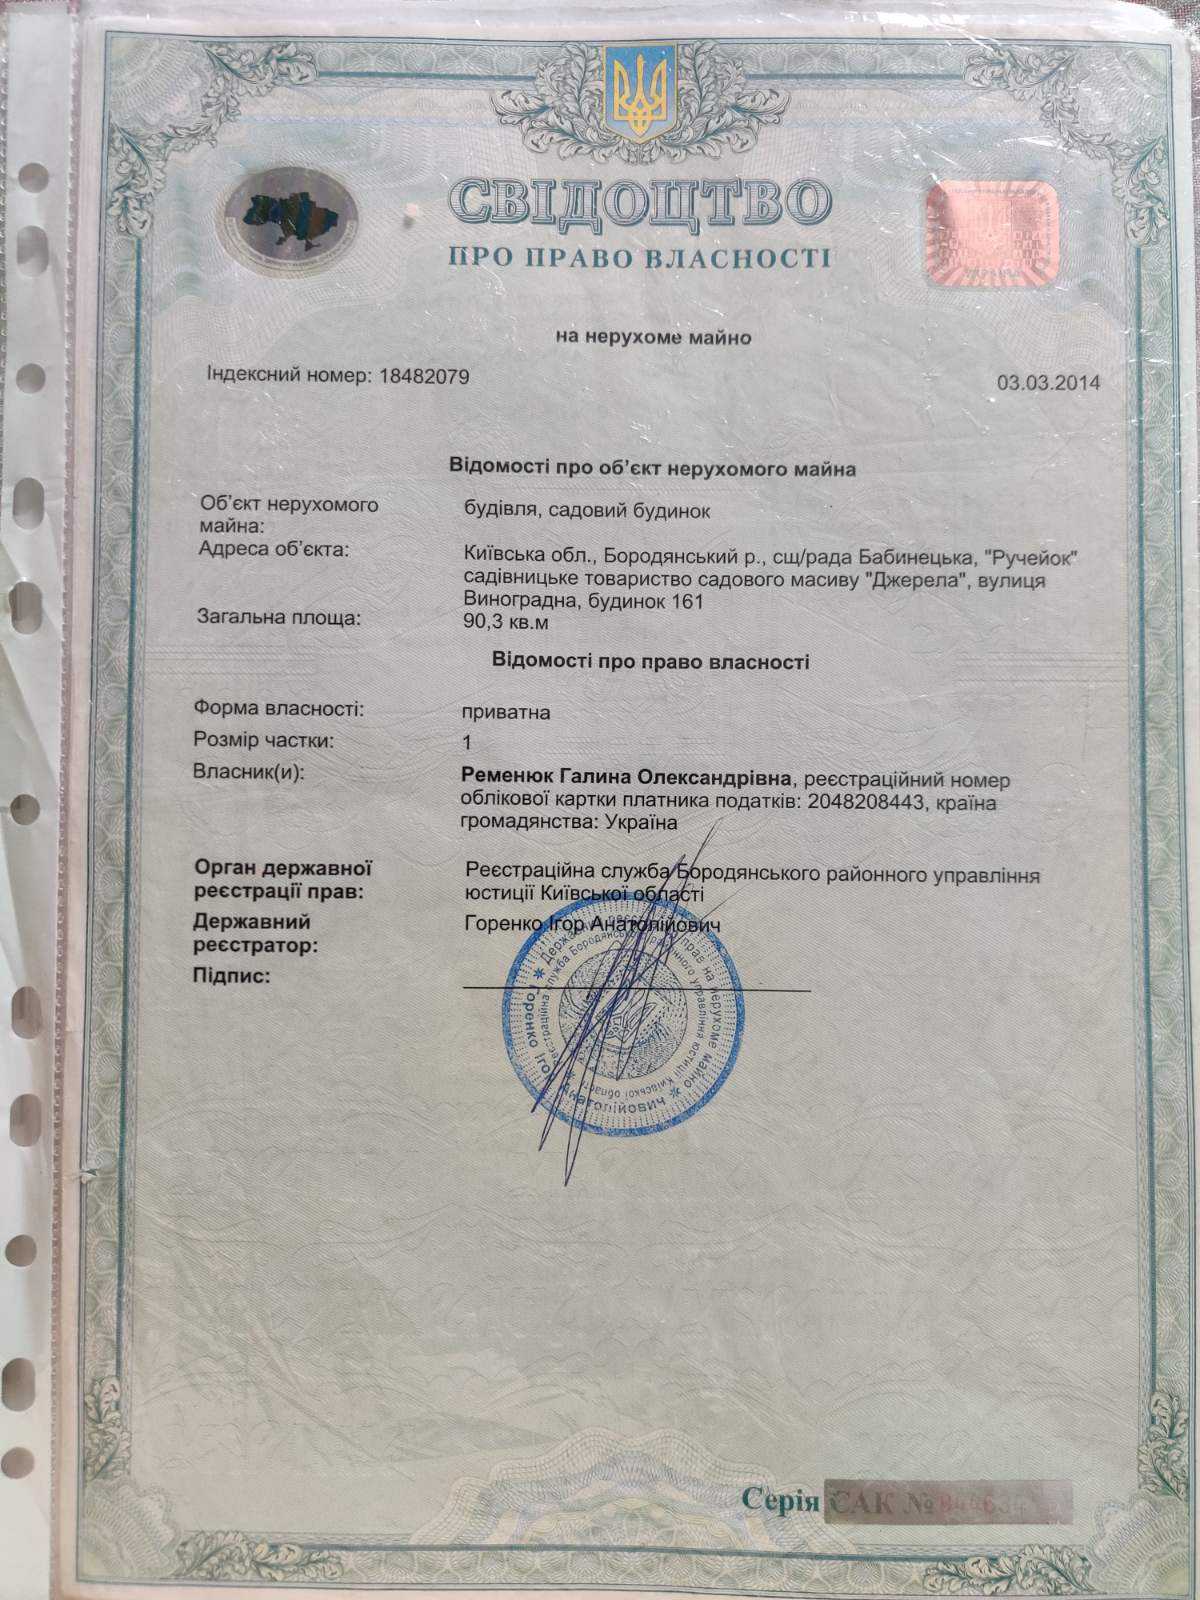 СВІДОЦТВО
ПРО ПРАВО ВЛАСНОСТІ
на нерухоме майно
Індексний номер: 18482079
03.03.2014
Відомості про об'єкт нерухомого майна
Об'єкт нерухомого майна: будівля, садовий будинок
Адреса об'єкта: Київська обл., Бородянський р., сщ/рада Бабинецька, "Ручейок"
садівницьке товариство садового масиву "Джерела", вулиця
Виноградна, будинок 161
Загальна площа: 90,3 кв.м
Відомості про право власності
Форма власності: приватна
Розмір частки: 1
Власник(и): Ременюк Галина Олександрівна, реєстраційний номер
облікової картки платника податків: 2048208443, країна
громадянства: Україна
Орган державної реєстрації прав: Реєстраційна служба Бородянського районного управління
юстиції Київської області
Державний реєстратор: Горенко Ігор Анатолійович
Підпис:
Державний реєстратор прав на нерухоме майно
Горенко Ігор Анатолійович
Реєстраційна служба Бородянського районного управління юстиції Київської області
Серія САК №